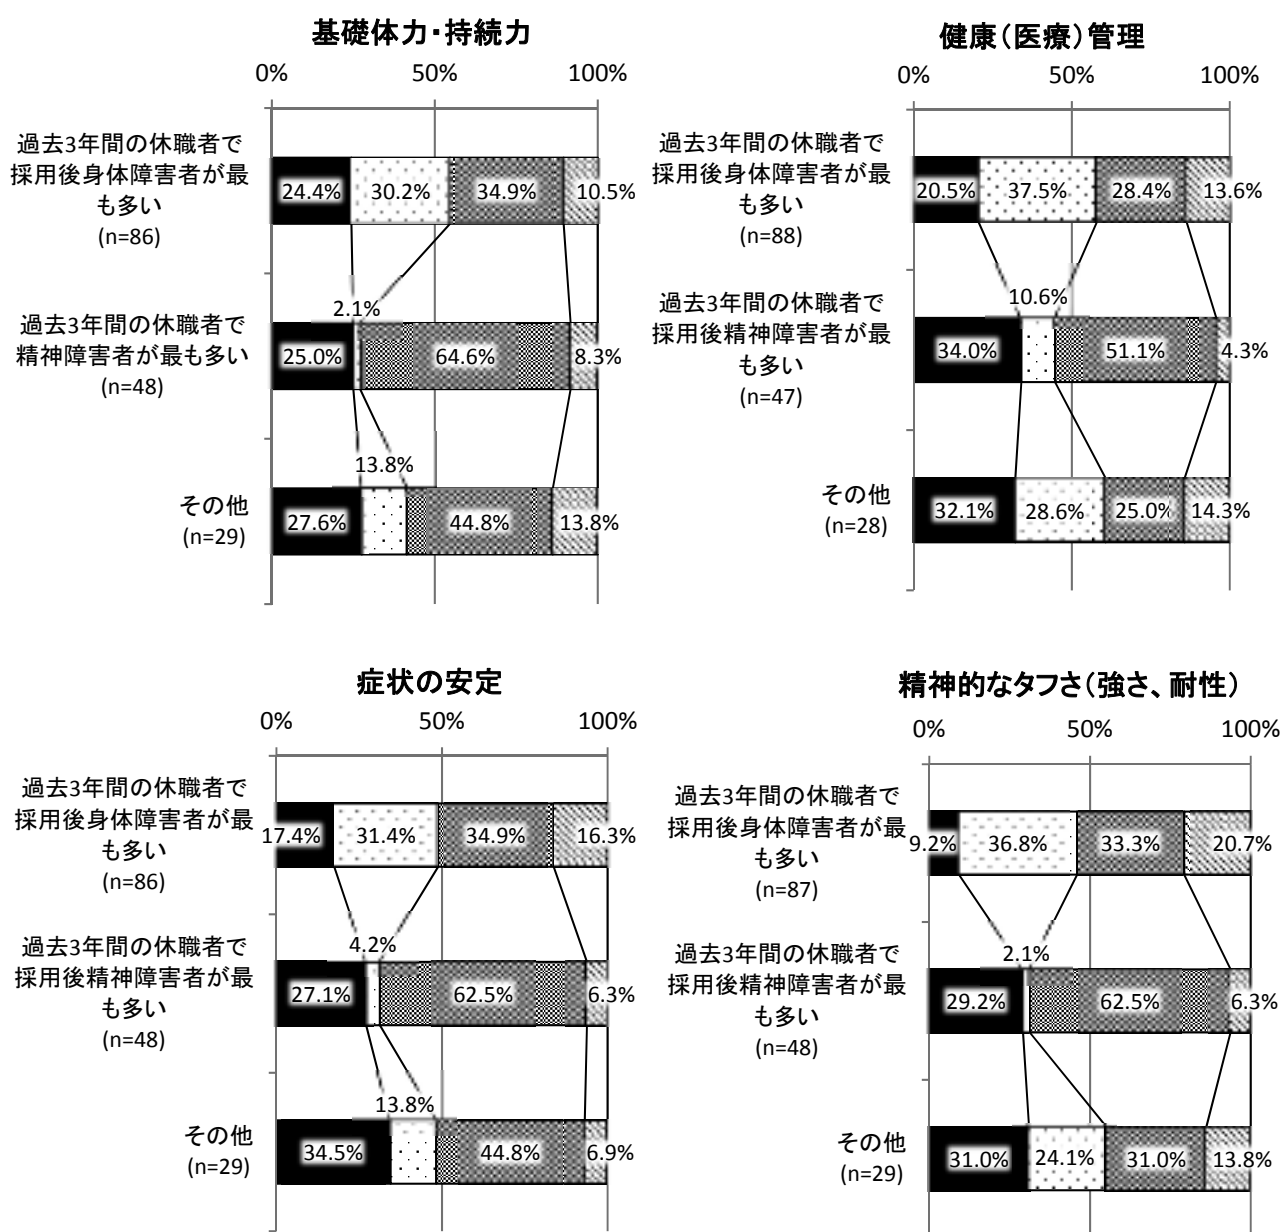 基礎体力・持続力
0% 50% 100%
過去3年間の休職者で
採用後身体障害者が最
も多い
(n=86)
24.4% 30.2% 34.9% 10.5%
過去3年間の休職者で
精神障害者が最も多い
(n=48)
2.1%
25.0% 64.6% 8.3%
その他
(n=29)
13.8%
27.6% 44.8% 13.8%
健康（医療）管理
0% 50% 100%
過去3年間の休職者で
採用後身体障害者が最
も多い
(n=88)
20.5% 37.5% 28.4% 13.6%
過去3年間の休職者で
採用後精神障害者が最
も多い
(n=47)
10.6%
34.0% 51.1% 4.3%
その他
(n=28)
32.1% 28.6% 25.0% 14.3%
症状の安定
0% 50% 100%
過去3年間の休職者で
採用後身体障害者が最
も多い
(n=86)
17.4% 31.4% 34.9% 16.3%
過去3年間の休職者で
採用後精神障害者が最
も多い
(n=48)
4.2%
27.1% 62.5% 6.3%
その他
(n=29)
13.8%
34.5% 44.8% 6.9%
精神的なタフさ（強さ、耐性）
0% 50% 100%
過去3年間の休職者で
採用後身体障害者が最
も多い
(n=87)
9.2% 36.8% 33.3% 20.7%
過去3年間の休職者で
採用後精神障害者が最
も多い
(n=48)
2.1%
29.2% 62.5% 6.3%
その他
(n=29)
31.0% 24.1% 31.0% 13.8%